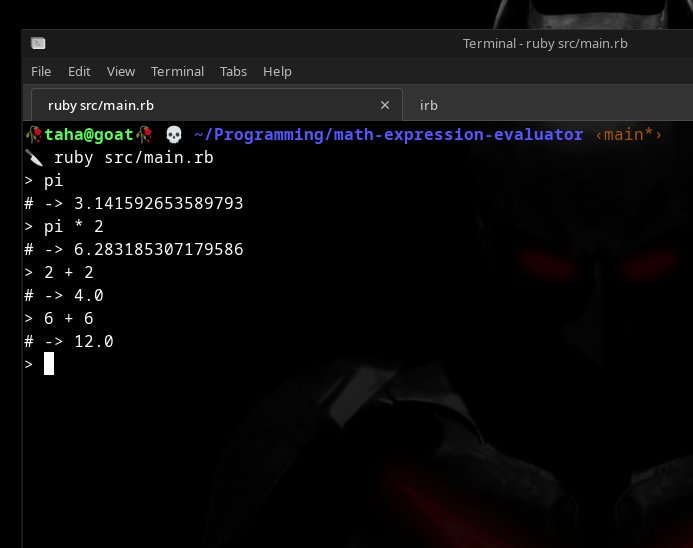 Terminal - ruby src/main.rb
File Edit View Terminal Tabs Help
ruby src/main.rb × irb
🥀taha@goat🥀 💀 ~/Programming/math-expression-evaluator ‹main*›
🔪 ruby src/main.rb
> pi
# -> 3.141592653589793
> pi * 2
# -> 6.283185307179586
> 2 + 2
# -> 4.0
> 6 + 6
# -> 12.0
>